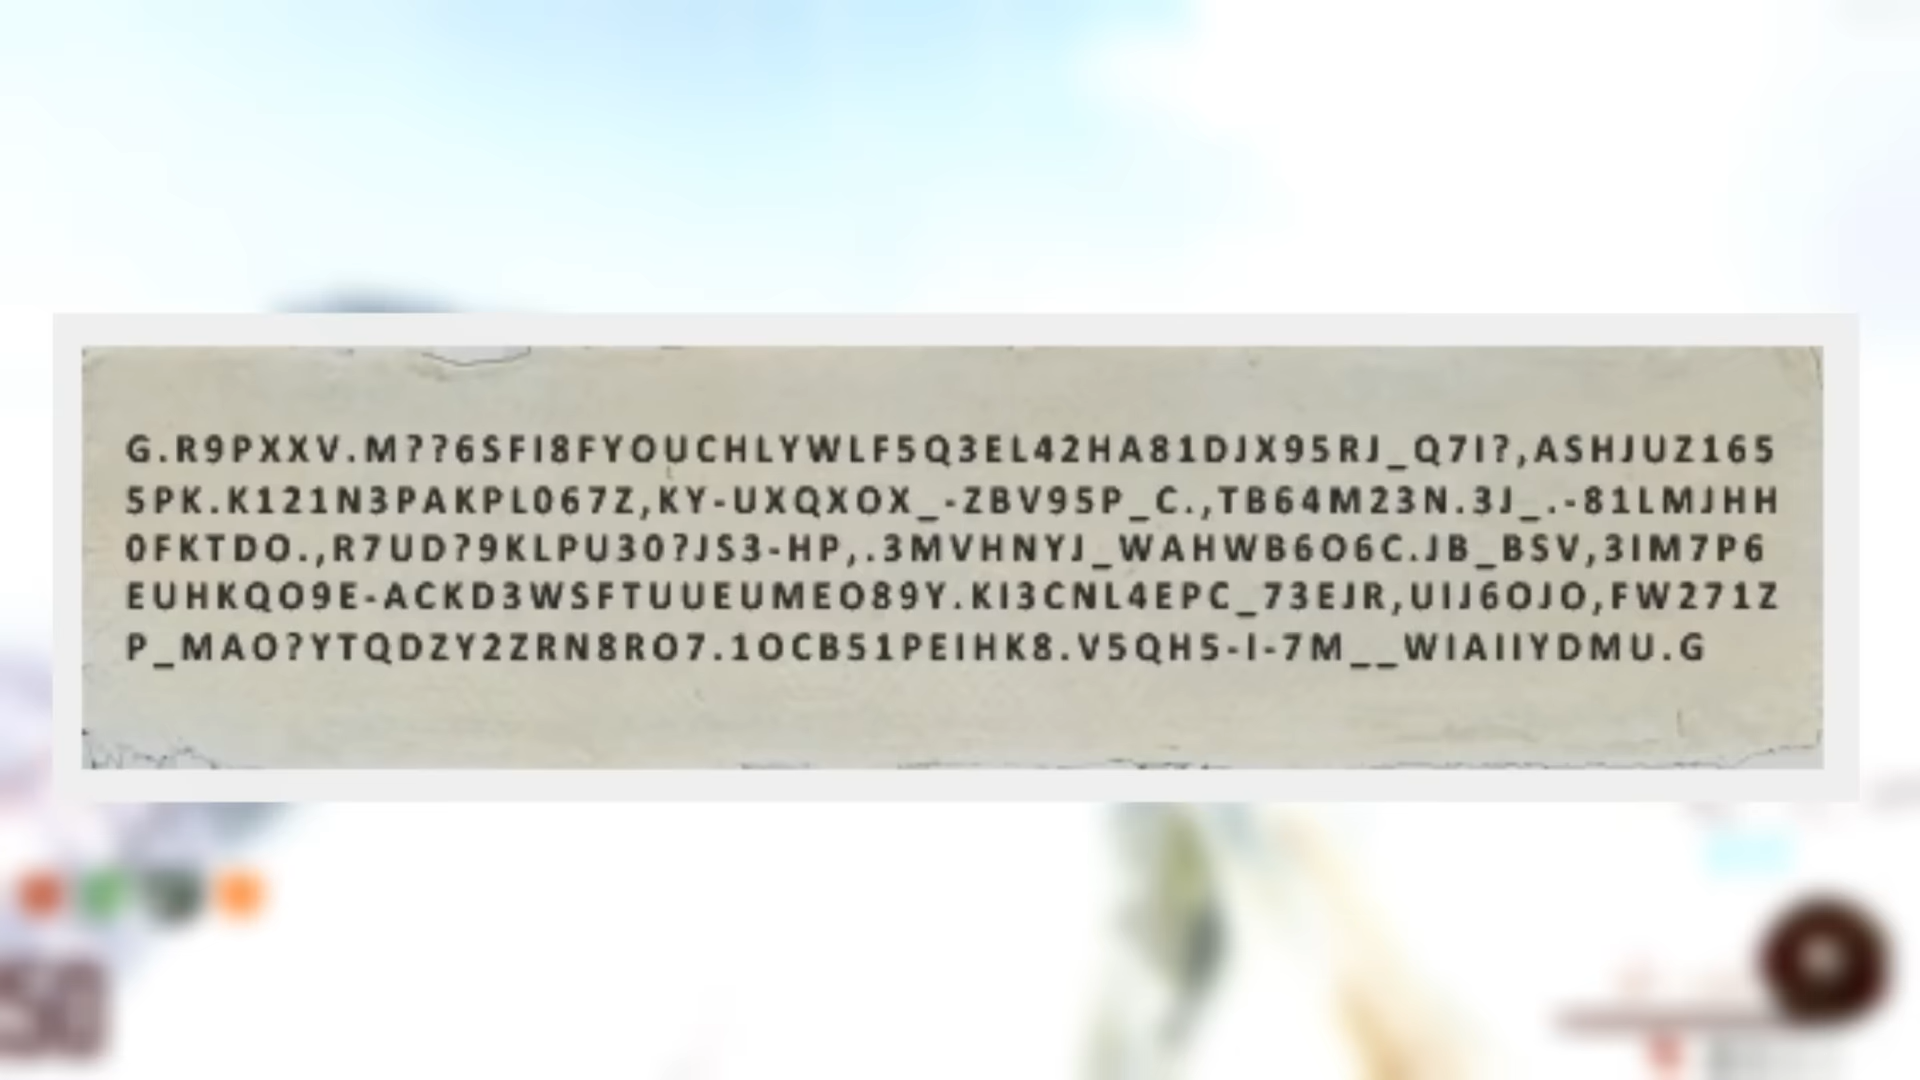 G.R9PXXV.M??6SFI8FYOUCHLYWLF5Q3EL42HA81DJX95RJ_Q7I?,ASHJUZ165
5PK.K121N3PAKPL067Z,KY-UXQXOX_-ZBV95P_C.,TB64M23N.3J_.-81LMJHH
0FKTDO.,R7UD?9KLPU30?JS3-HP,.3MVHNYJ_WAHWB6O6C.JB_BSV,3IM7P6
EUHKQO9E-ACKD3WSFTUUEUMEO89Y.KI3CNL4EPC_73EJR,UIJ6OJO,FW271Z
P_MAO?YTQDZY2ZRN8RO7.1OCB51PEIHK8.V5QH5-I-7M__WIAIIYDMU.G
50